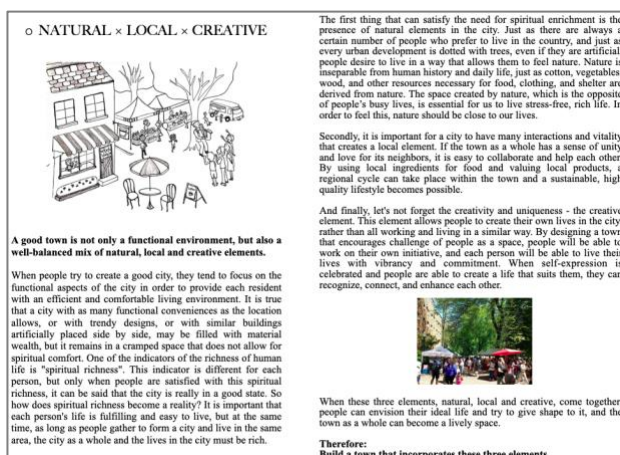 ○ NATURAL × LOCAL × CREATIVE
A good town is not only a functional environment, but also a
well-balanced mix of natural, local and creative elements.
When people try to create a good city, they tend to focus on the
functional aspects of the city in order to provide each resident
with an efficient and comfortable living environment. It is true
that a city with as many functional conveniences as the location
allows, or with trendy designs, or with similar buildings
artificially placed side by side, may be filled with material
wealth, but it remains in a cramped space that does not allow for
spiritual comfort. One of the indicators of the richness of human
life is "spiritual richness". This indicator is different for each
person, but only when people are satisfied with this spiritual
richness, it can be said that the city is really in a good state. So
how does spiritual richness become a reality? It is important that
each person's life is fulfilling and easy to live, but at the same
time, as long as people gather to form a city and live in the same
area, the city as a whole and the lives in the city must be rich.
The first thing that can satisfy the need for spiritual enrichment is the
presence of natural elements in the city. Just as there are always a
certain number of people who prefer to live in the country, and just as
every urban development is dotted with trees, even if they are artificial,
people desire to live in a way that allows them to feel nature. Nature is
inseparable from human history and daily life, just as cotton, vegetables,
wood, and other resources necessary for food, clothing, and shelter are
derived from nature. The space created by nature, which is the opposite
of people's busy lives, is essential for us to live stress-free, rich life. In
order to feel this, nature should be close to our lives.
Secondly, it is important for a city to have many interactions and vitality
that creates a local element. If the town as a whole has a sense of unity
and love for its neighbors, it is easy to collaborate and help each other.
By using local ingredients for food and valuing local products, a
regional cycle can take place within the town and a sustainable, high
quality lifestyle becomes possible.
And finally, let's not forget the creativity and uniqueness - the creative
element. This element allows people to create their own lives in the city
rather than all working and living in a similar way. By designing a town
that encourages challenge of people as a space, people will be able to
work on their own initiative, and each person will be able to live their
lives with vibrancy and commitment. When self-expression is
celebrated and people are able to create a life that suits them, they can
recognize, connect, and enhance each other.
When these three elements, natural, local and creative, come together
people can envision their ideal life and try to give shape to it, and the
town as a whole can become a lively space.
Therefore:
Build a town that incorporates these three elements